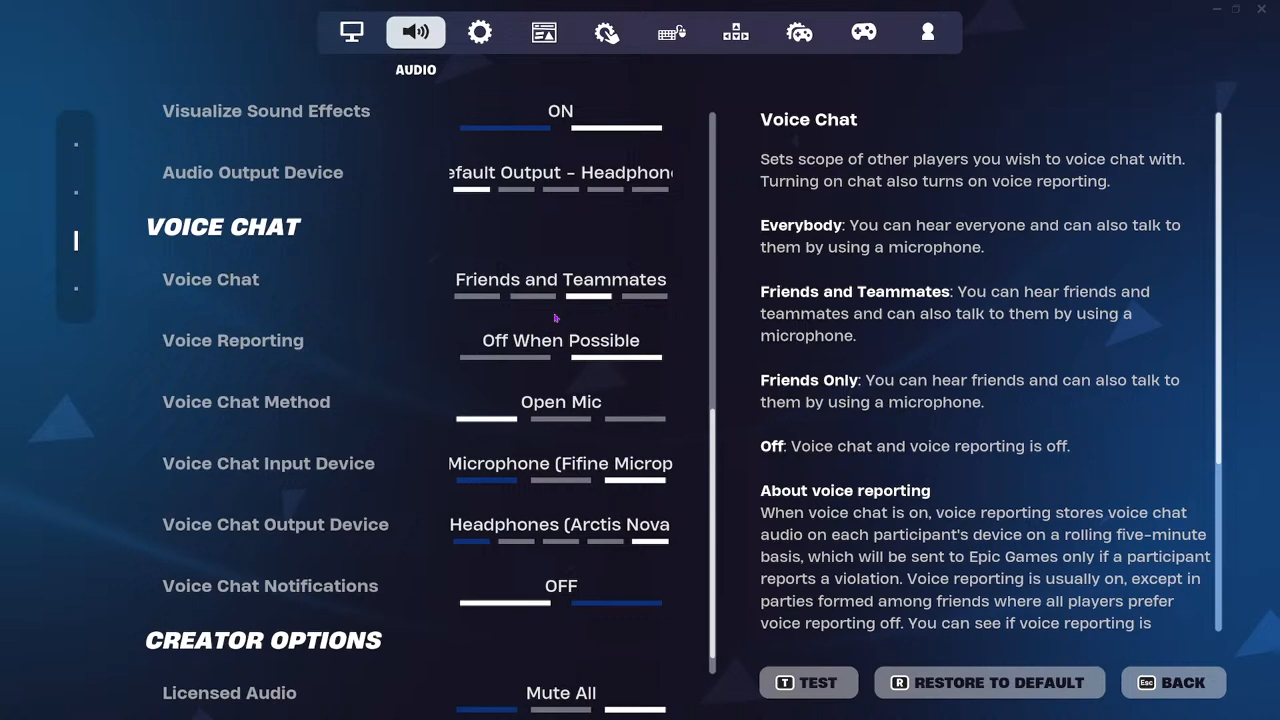 AUDIO
Visualize Sound Effects
ON
Audio Output Device
efault Output - Headphon
VOICE CHAT
Voice Chat
Friends and Teammates
Voice Reporting
Off When Possible
Voice Chat Method
Open Mic
Voice Chat Input Device
Microphone (Fifine Microp
Voice Chat Output Device
Headphones (Arctis Nova
Voice Chat Notifications
OFF
CREATOR OPTIONS
Licensed Audio
Mute All
Voice Chat
Sets scope of other players you wish to voice chat with.
Turning on chat also turns on voice reporting.
Everybody: You can hear everyone and can also talk to
them by using a microphone.
Friends and Teammates: You can hear friends and
teammates and can also talk to them by using a
microphone.
Friends Only: You can hear friends and can also talk to
them by using a microphone.
Off: Voice chat and voice reporting is off.
About voice reporting
When voice chat is on, voice reporting stores voice chat
audio on each participant's device on a rolling five-minute
basis, which will be sent to Epic Games only if a participant
reports a violation. Voice reporting is usually on, except in
parties formed among friends where all players prefer
voice reporting off. You can see if voice reporting is
T TEST
R RESTORE TO DEFAULT
Esc BACK